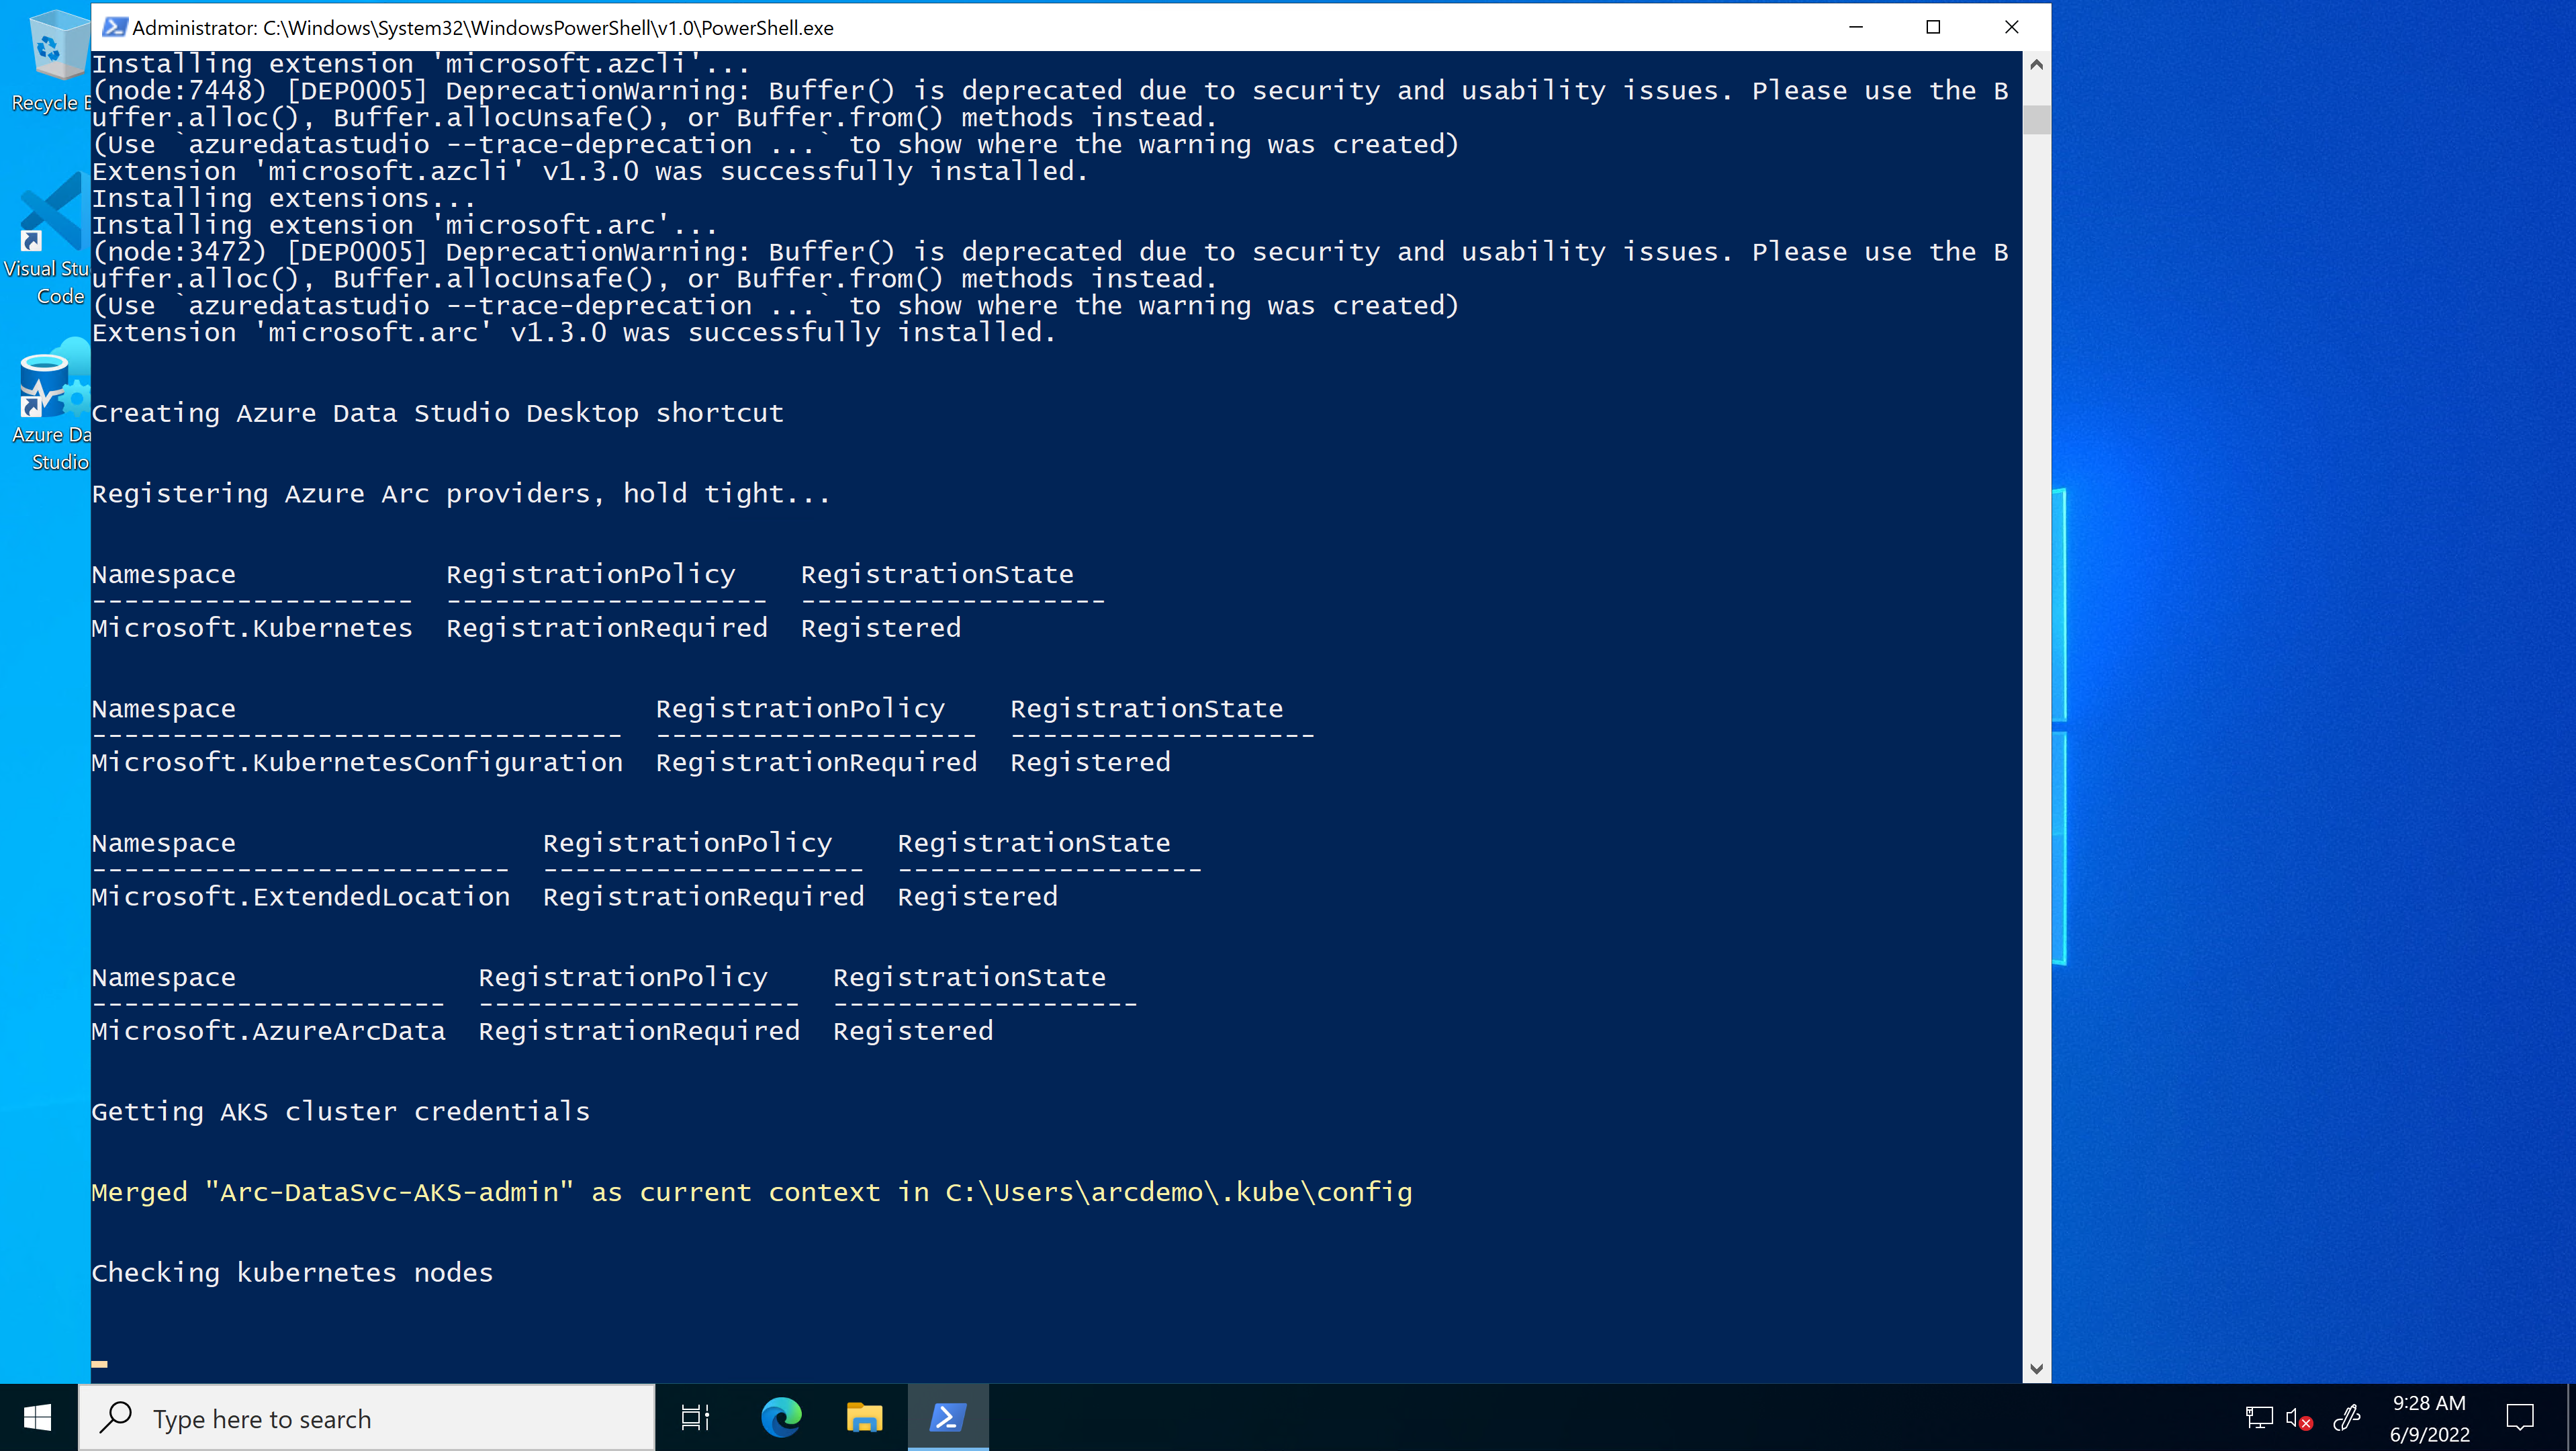 Administrator: C:\Windows\System32\WindowsPowerShell\v1.0\PowerShell.exe
Recycle B
Visual Stu
Code
Azure Da
Studio
Installing extension 'microsoft.azcli'...
(node:7448) [DEP0005] DeprecationWarning: Buffer() is deprecated due to security and usability issues. Please use the B
uffer.alloc(), Buffer.allocUnsafe(), or Buffer.from() methods instead.
(Use `azuredatastudio --trace-deprecation ...` to show where the warning was created)
Extension 'microsoft.azcli' v1.3.0 was successfully installed.
Installing extensions...
Installing extension 'microsoft.arc'...
(node:3472) [DEP0005] DeprecationWarning: Buffer() is deprecated due to security and usability issues. Please use the B
uffer.alloc(), Buffer.allocUnsafe(), or Buffer.from() methods instead.
(Use `azuredatastudio --trace-deprecation ...` to show where the warning was created)
Extension 'microsoft.arc' v1.3.0 was successfully installed.
Creating Azure Data Studio Desktop shortcut
Registering Azure Arc providers, hold tight...
Namespace             RegistrationPolicy    RegistrationState
--------------------  --------------------  -------------------
Microsoft.Kubernetes  RegistrationRequired  Registered
Namespace                          RegistrationPolicy    RegistrationState
---------------------------------  --------------------  -------------------
Microsoft.KubernetesConfiguration  RegistrationRequired  Registered
Namespace                   RegistrationPolicy    RegistrationState
--------------------------  --------------------  -------------------
Microsoft.ExtendedLocation  RegistrationRequired  Registered
Namespace               RegistrationPolicy    RegistrationState
----------------------  --------------------  -------------------
Microsoft.AzureArcData  RegistrationRequired  Registered
Getting AKS cluster credentials
Merged "Arc-DataSvc-AKS-admin" as current context in C:\Users\arcdemo\.kube\config
Checking kubernetes nodes
Type here to search
9:28 AM
6/9/2022